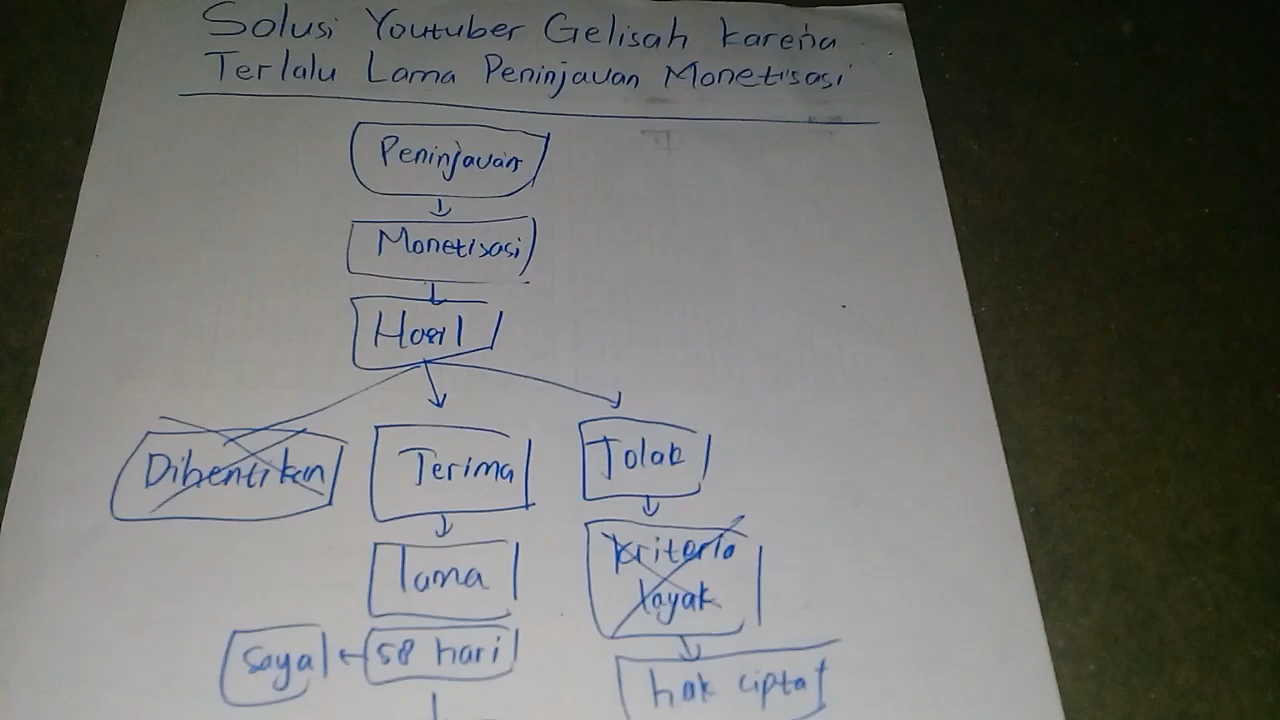 Solusi Youtuber Gelisah karena
Terlalu Lama Peninjauan Monetisasi
Peninjauan
Monetisasi
Hasil
Dihentikan
Terima
Tolak
lama
Kriteria
layak
Saya
58 hari
hak cipta